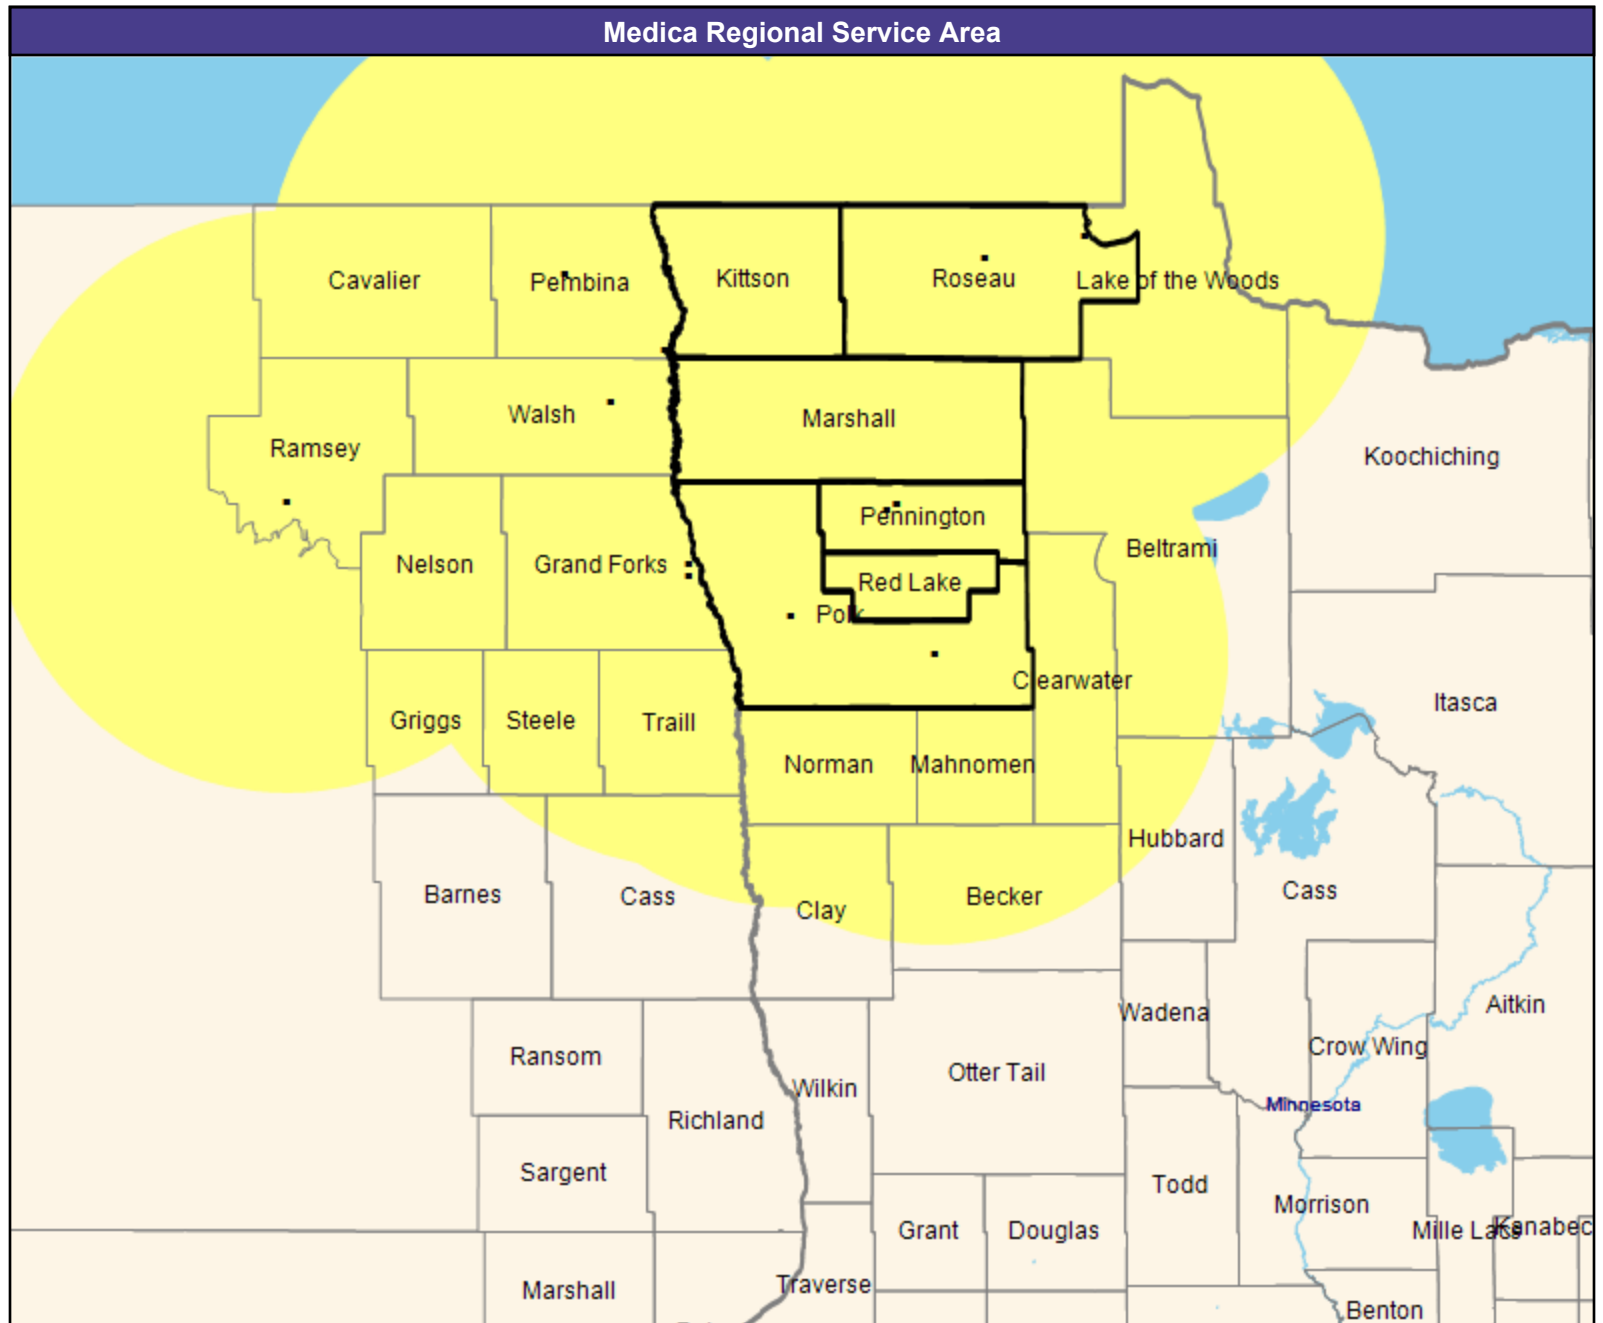 Medica Regional Service Area
Cavalier
Pembina
Kittson
Roseau
Lake of the Woods
Walsh
Marshall
Ramsey
Koochiching
Pennington
Beltrami
Nelson
Grand Forks
Red Lake
Polk
Clearwater
Itasca
Griggs
Steele
Traill
Norman
Mahnomen
Hubbard
Barnes
Cass
Clay
Becker
Cass
Aitkin
Wadena
Crow Wing
Ransom
Otter Tail
Wilkin
Minnesota
Richland
Sargent
Todd
Morrison
Grant
Douglas
Mille Lacs
Kanabec
Marshall
Traverse
Benton